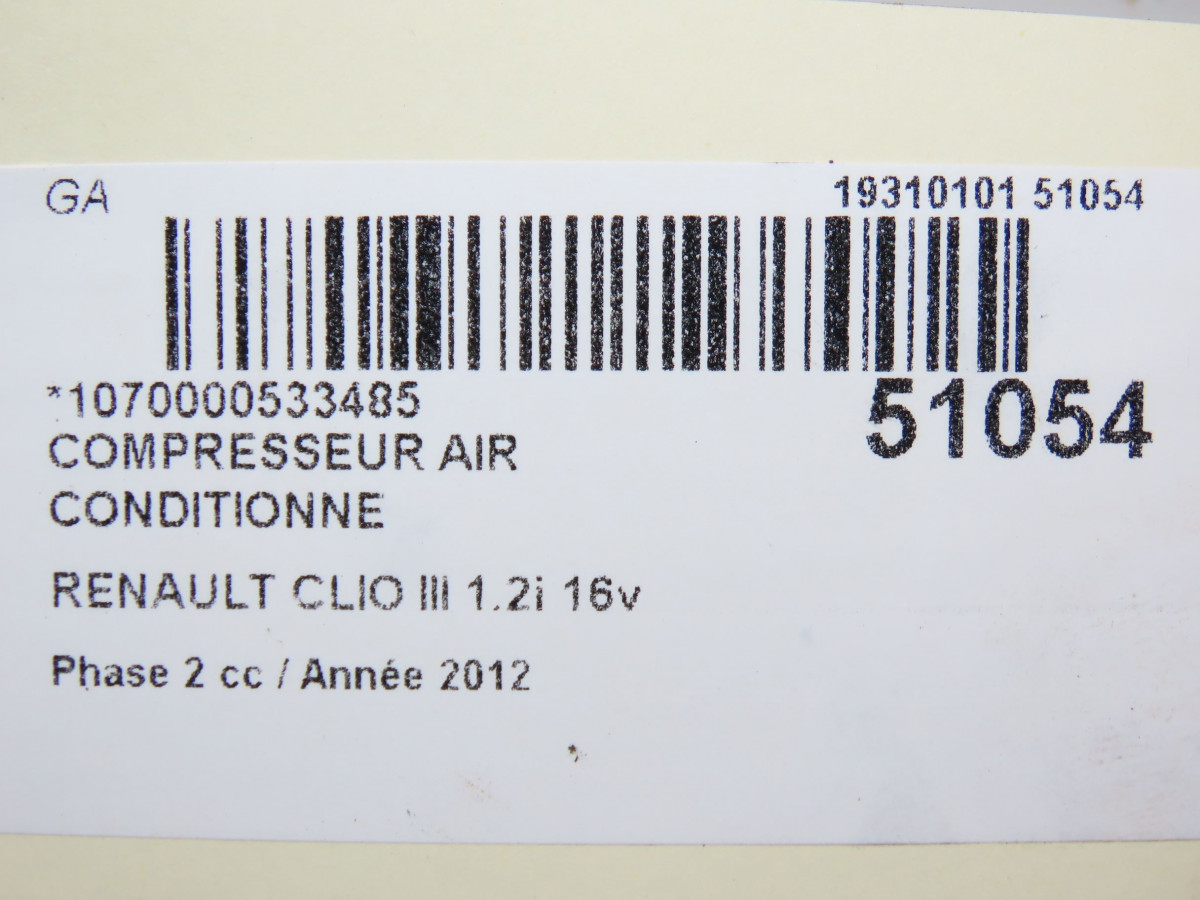 GA
19310101 51054
*1070000533485
51054
COMPRESSEUR AIR
CONDITIONNE
RENAULT CLIO III 1.2i 16v
Phase 2 cc / Année 2012